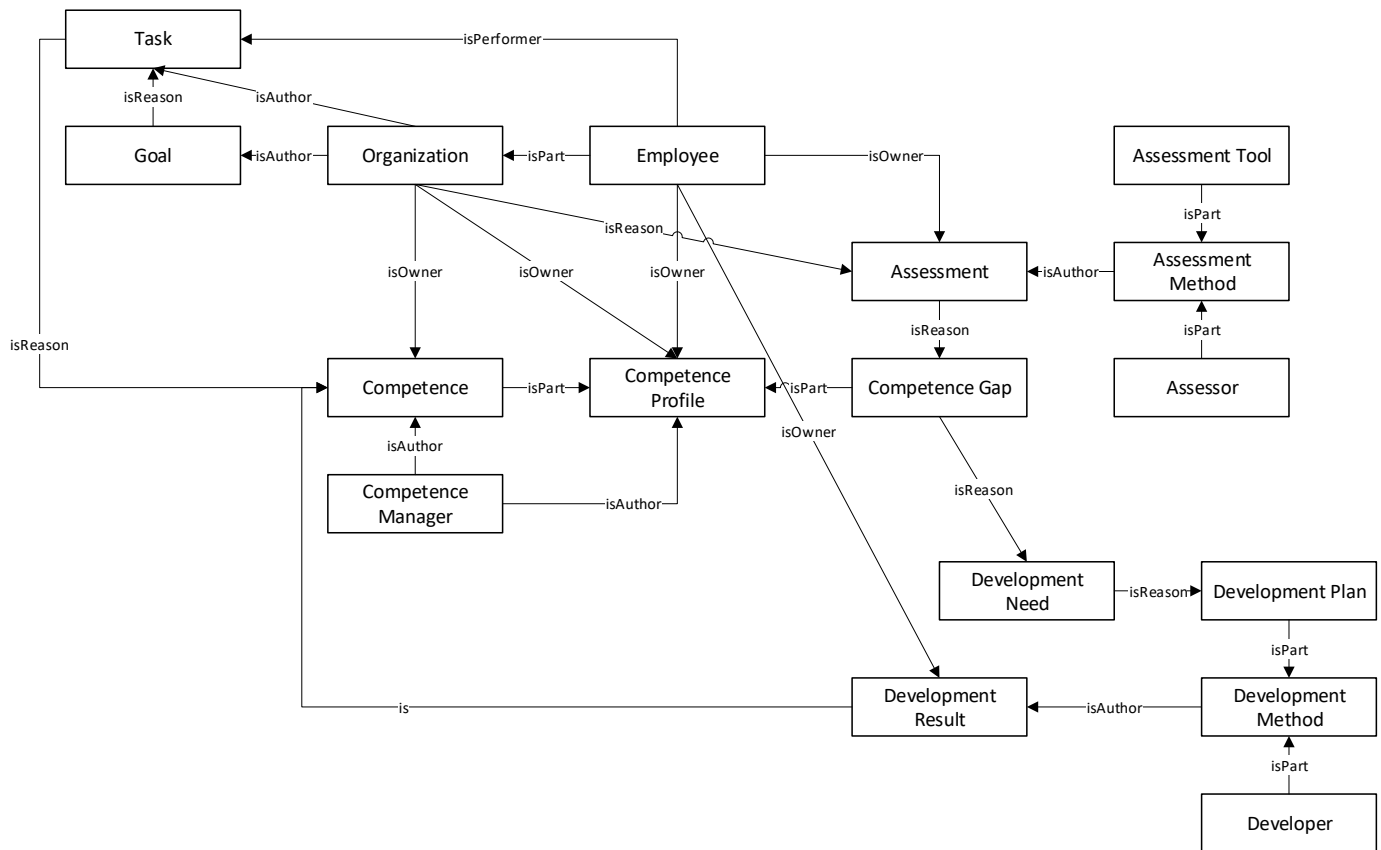 Task
isPerformer
isReason
isAuthor
Goal
isAuthor
Organization
isPart
Employee
isOwner
Assessment Tool
isPart
isReason
isOwner
isOwner
isOwner
Assessment
isAuthor
Assessment
Method
isReason
isReason
isPart
Competence
isPart
Competence
Profile
isPart
Competence Gap
Assessor
isOwner
isAuthor
isReason
Competence
Manager
isAuthor
Development
Need
isReason
Development Plan
isPart
is
Development
Result
isAuthor
Development
Method
isPart
Developer